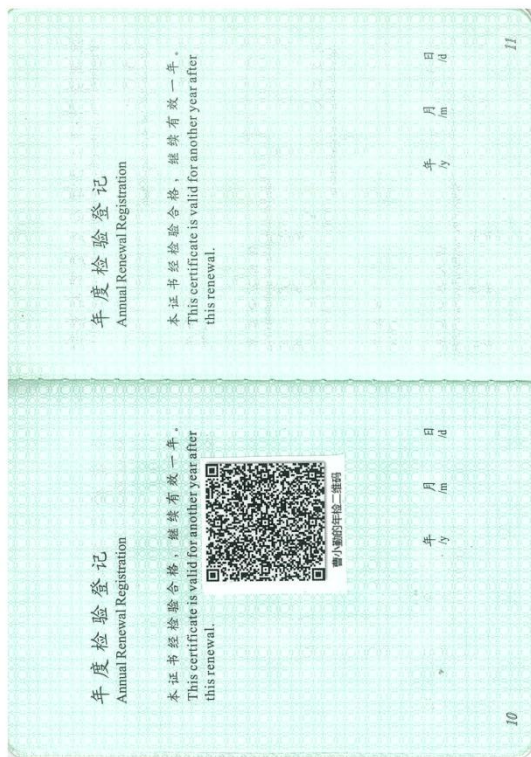 年度检验登记
Annual Renewal Registration
本证书经检验合格，继续有效一年。
This certificate is valid for another year after
this renewal.
曹小勤的年检二维码
年 月 日
/y /m /d
10
年度检验登记
Annual Renewal Registration
本证书经检验合格，继续有效一年。
This certificate is valid for another year after
this renewal.
年 月 日
/y /m /d
11